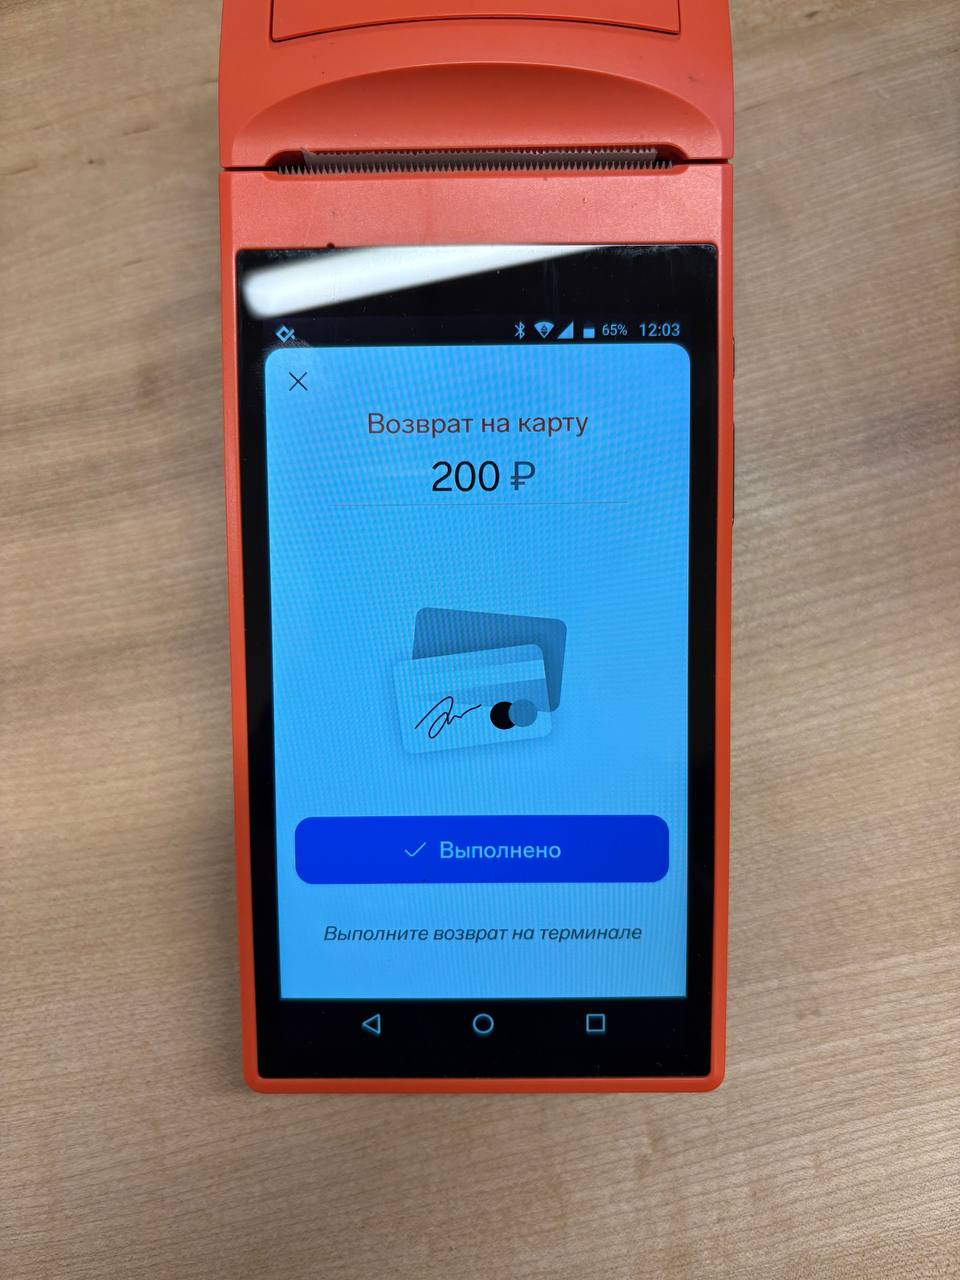 65% 12:03
Возврат на карту
200 ₽
Выполнено
Выполните возврат на терминале